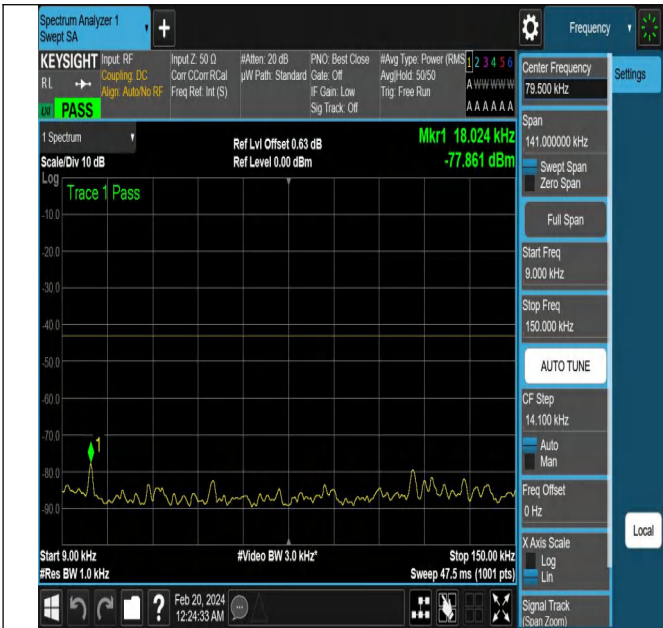 Spectrum Analyzer 1
Swept SA
+
Frequency
KEYSIGHT
RL
PASS
Input: RF
Coupling: DC
Align: Auto/No RF
Input Z: 50 Ω
Corr CCorr RCal
Freq Ref: Int (S)
#Atten: 20 dB
µW Path: Standard
PNO: Best Close
Gate: Off
IF Gain: Low
Sig Track: Off
#Avg Type: Power (RMS
Avg|Hold: 50/50
Trig: Free Run
1 2 3 4 5 6
A W W W W W
A A A A A A
1 Spectrum
Scale/Div 10 dB
Ref Lvl Offset 0.63 dB
Ref Level 0.00 dBm
Mkr1 18.024 kHz
-77.861 dBm
Log
Trace 1 Pass
-10.0
-20.0
-30.0
-40.0
-50.0
-60.0
-70.0
-80.0
-90.0
1
Start 9.00 kHz
#Res BW 1.0 kHz
#Video BW 3.0 kHz*
Stop 150.00 kHz
Sweep 47.5 ms (1001 pts)
?
Feb 20, 2024
12:24:33 AM
Center Frequency
79.500 kHz
Span
141.000000 kHz
Swept Span
Zero Span
Full Span
Start Freq
9.000 kHz
Stop Freq
150.000 kHz
AUTO TUNE
CF Step
14.100 kHz
Auto
Man
Freq Offset
0 Hz
X Axis Scale
Log
Lin
Signal Track
(Span Zoom)
Settings
Local